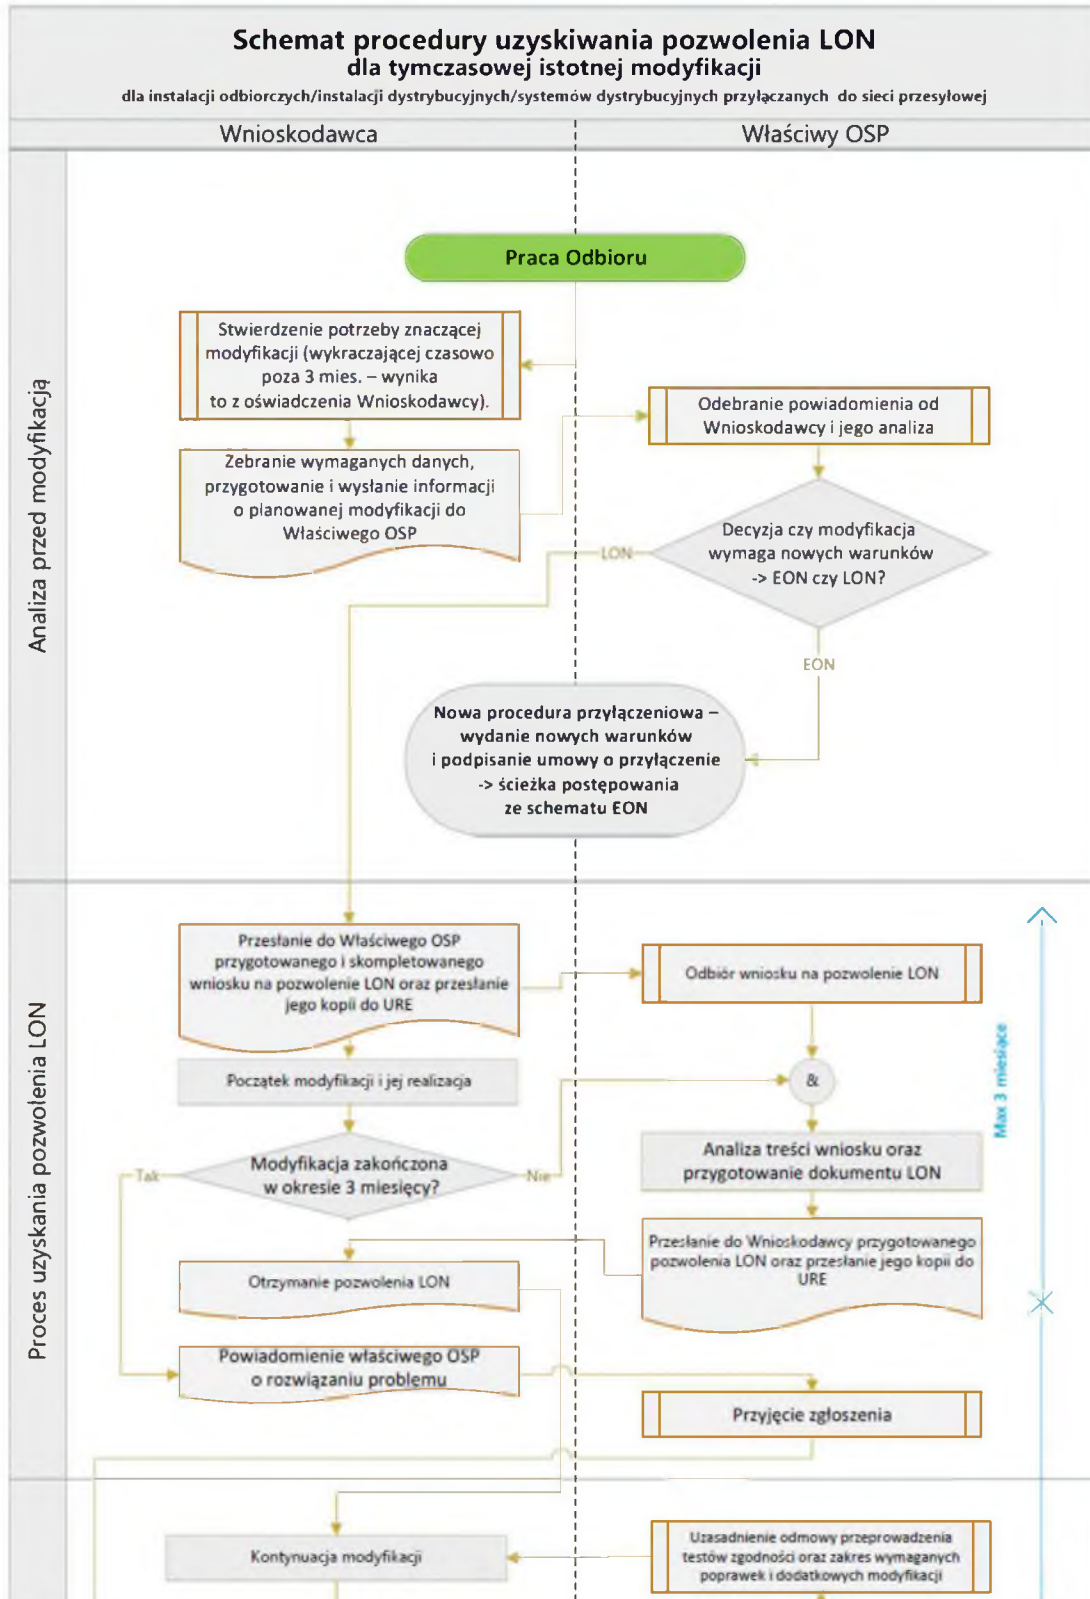 Schemat procedury uzyskiwania pozwolenia LON
dla tymczasowej istotnej modyfikacji
dla instalacji odbiorczych/instalacji dystrybucyjnych/systemów dystrybucyjnych przyłączanych do sieci przesyłowej
Wnioskodawca
Właściwy OSP
Analiza przed modyfikacją
Praca Odbioru
Stwierdzenie potrzeby znaczącej
modyfikacji (wykraczającej czasowo
poza 3 mies. – wynika
to z oświadczenia Wnioskodawcy).
Odebranie powiadomienia od
Wnioskodawcy i jego analiza
Zebranie wymaganych danych,
przygotowanie i wysłanie informacji
o planowanej modyfikacji do
Właściwego OSP
Decyzja czy modyfikacja
wymaga nowych warunków
-> EON czy LON?
LON
EON
Nowa procedura przyłączeniowa –
wydanie nowych warunków
i podpisanie umowy o przyłączenie
-> ścieżka postępowania
ze schematu EON
Proces uzyskania pozwolenia LON
Przesłanie do Właściwego OSP
przygotowanego i skompletowanego
wniosku na pozwolenie LON oraz przesłanie
jego kopii do URE
Odbiór wniosku na pozwolenie LON
Max 3 miesiące
Początek modyfikacji i jej realizacja
&
Modyfikacja zakończona
w okresie 3 miesięcy?
Tak
Nie
Analiza treści wniosku oraz
przygotowanie dokumentu LON
Przesłanie do Wnioskodawcy przygotowanego
pozwolenia LON oraz przesłanie jego kopii do
URE
Otrzymanie pozwolenia LON
Powiadomienie właściwego OSP
o rozwiązaniu problemu
Przyjęcie zgłoszenia
Kontynuacja modyfikacji
Uzasadnienie odmowy przeprowadzenia
testów zgodności oraz zakres wymaganych
poprawek i dodatkowych modyfikacji